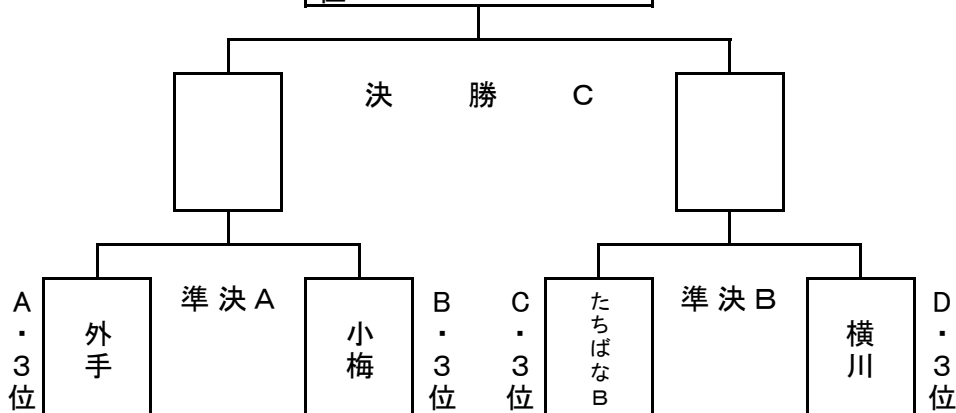 位
決 勝 C
準決A
準決B
A・3位
外手
小梅
B・3位
C・3位
たちばなB
横川
D・3位